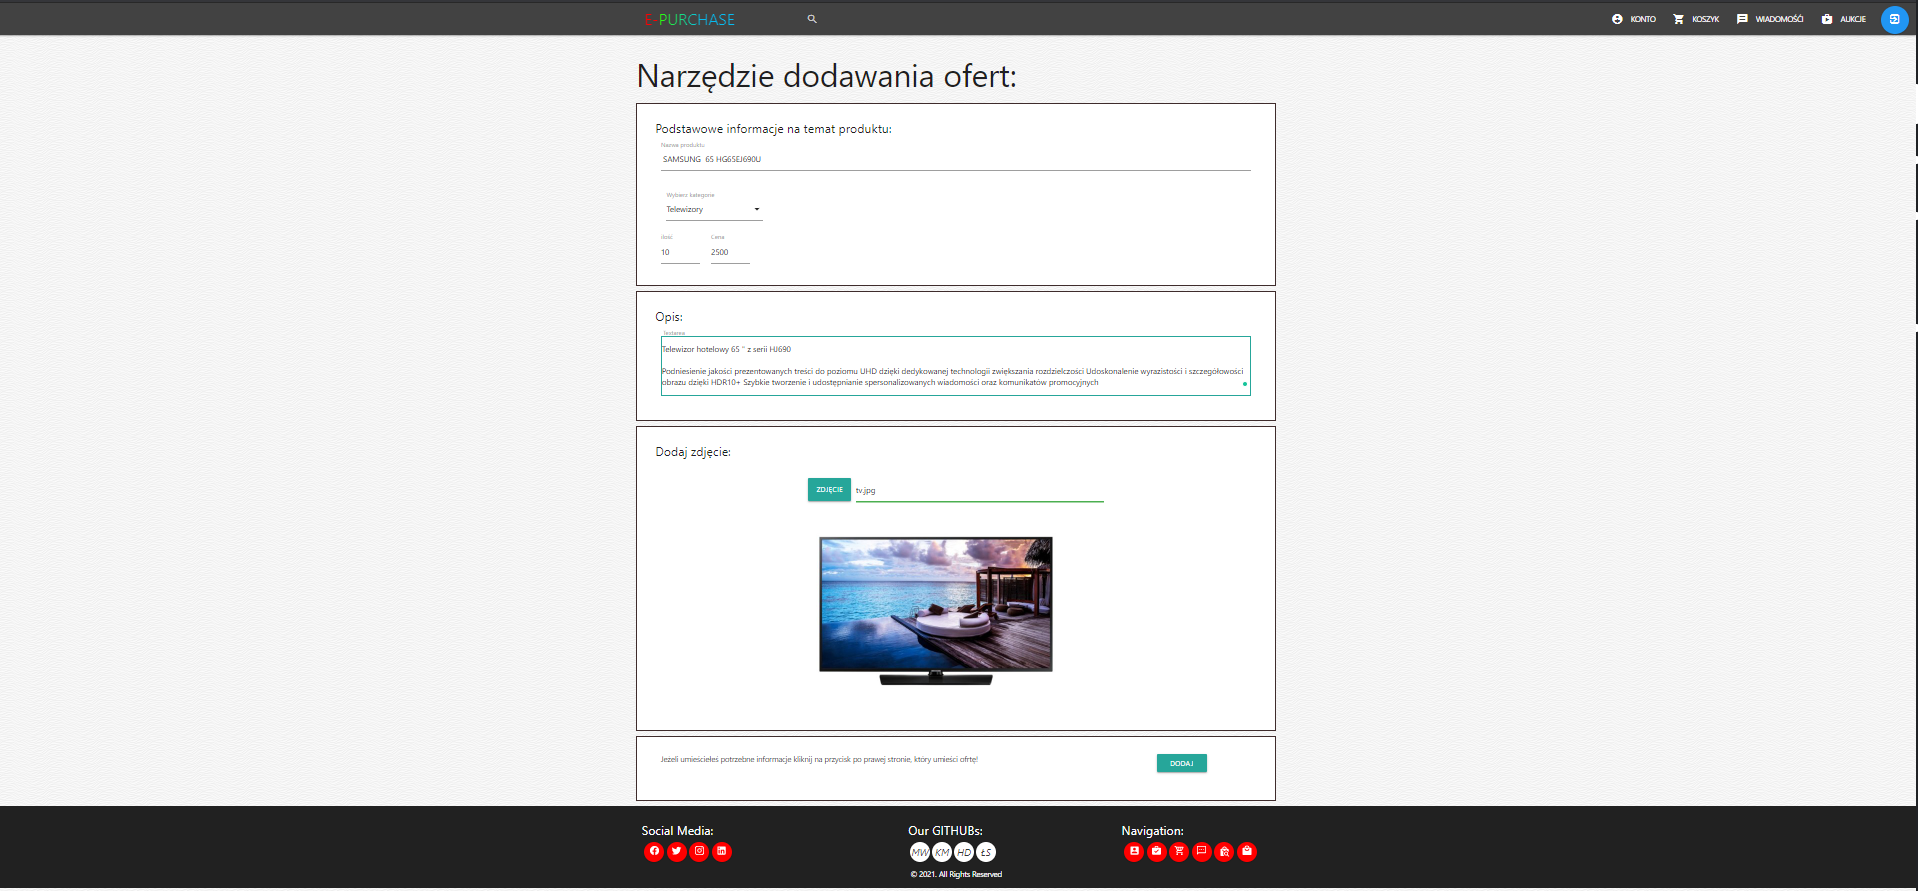 E-PURCHASE
KONTO
KOSZYK
WIADOMOŚCI
AUKCJE
Narzędzie dodawania ofert:
Podstawowe informacje na temat produktu:
Nazwa produktu
SAMSUNG 65 HG65EJ690U
Wybierz kategorie
Telewizory
Ilość Cena
10 2500
Opis:
Textarea
Telewizor hotelowy 65 " z serii HJ690
Podniesienie jakości prezentowanych treści do poziomu UHD dzięki dedykowanej technologii zwiększania rozdzielczości Udoskonalenie wyrazistości i szczegółowości
obrazu dzięki HDR10+ Szybkie tworzenie i udostępnianie spersonalizowanych wiadomości oraz komunikatów promocyjnych
Dodaj zdjęcie:
ZDJĘCIE tv.jpg
Jeżeli umieściełeś potrzebne informacje kliknij na przycisk po prawej stronie, który umieści ofrtę!
DODAJ
Social Media:
Our GITHUBs:
MW KM HD ŁS
© 2021. All Rights Reserved
Navigation: